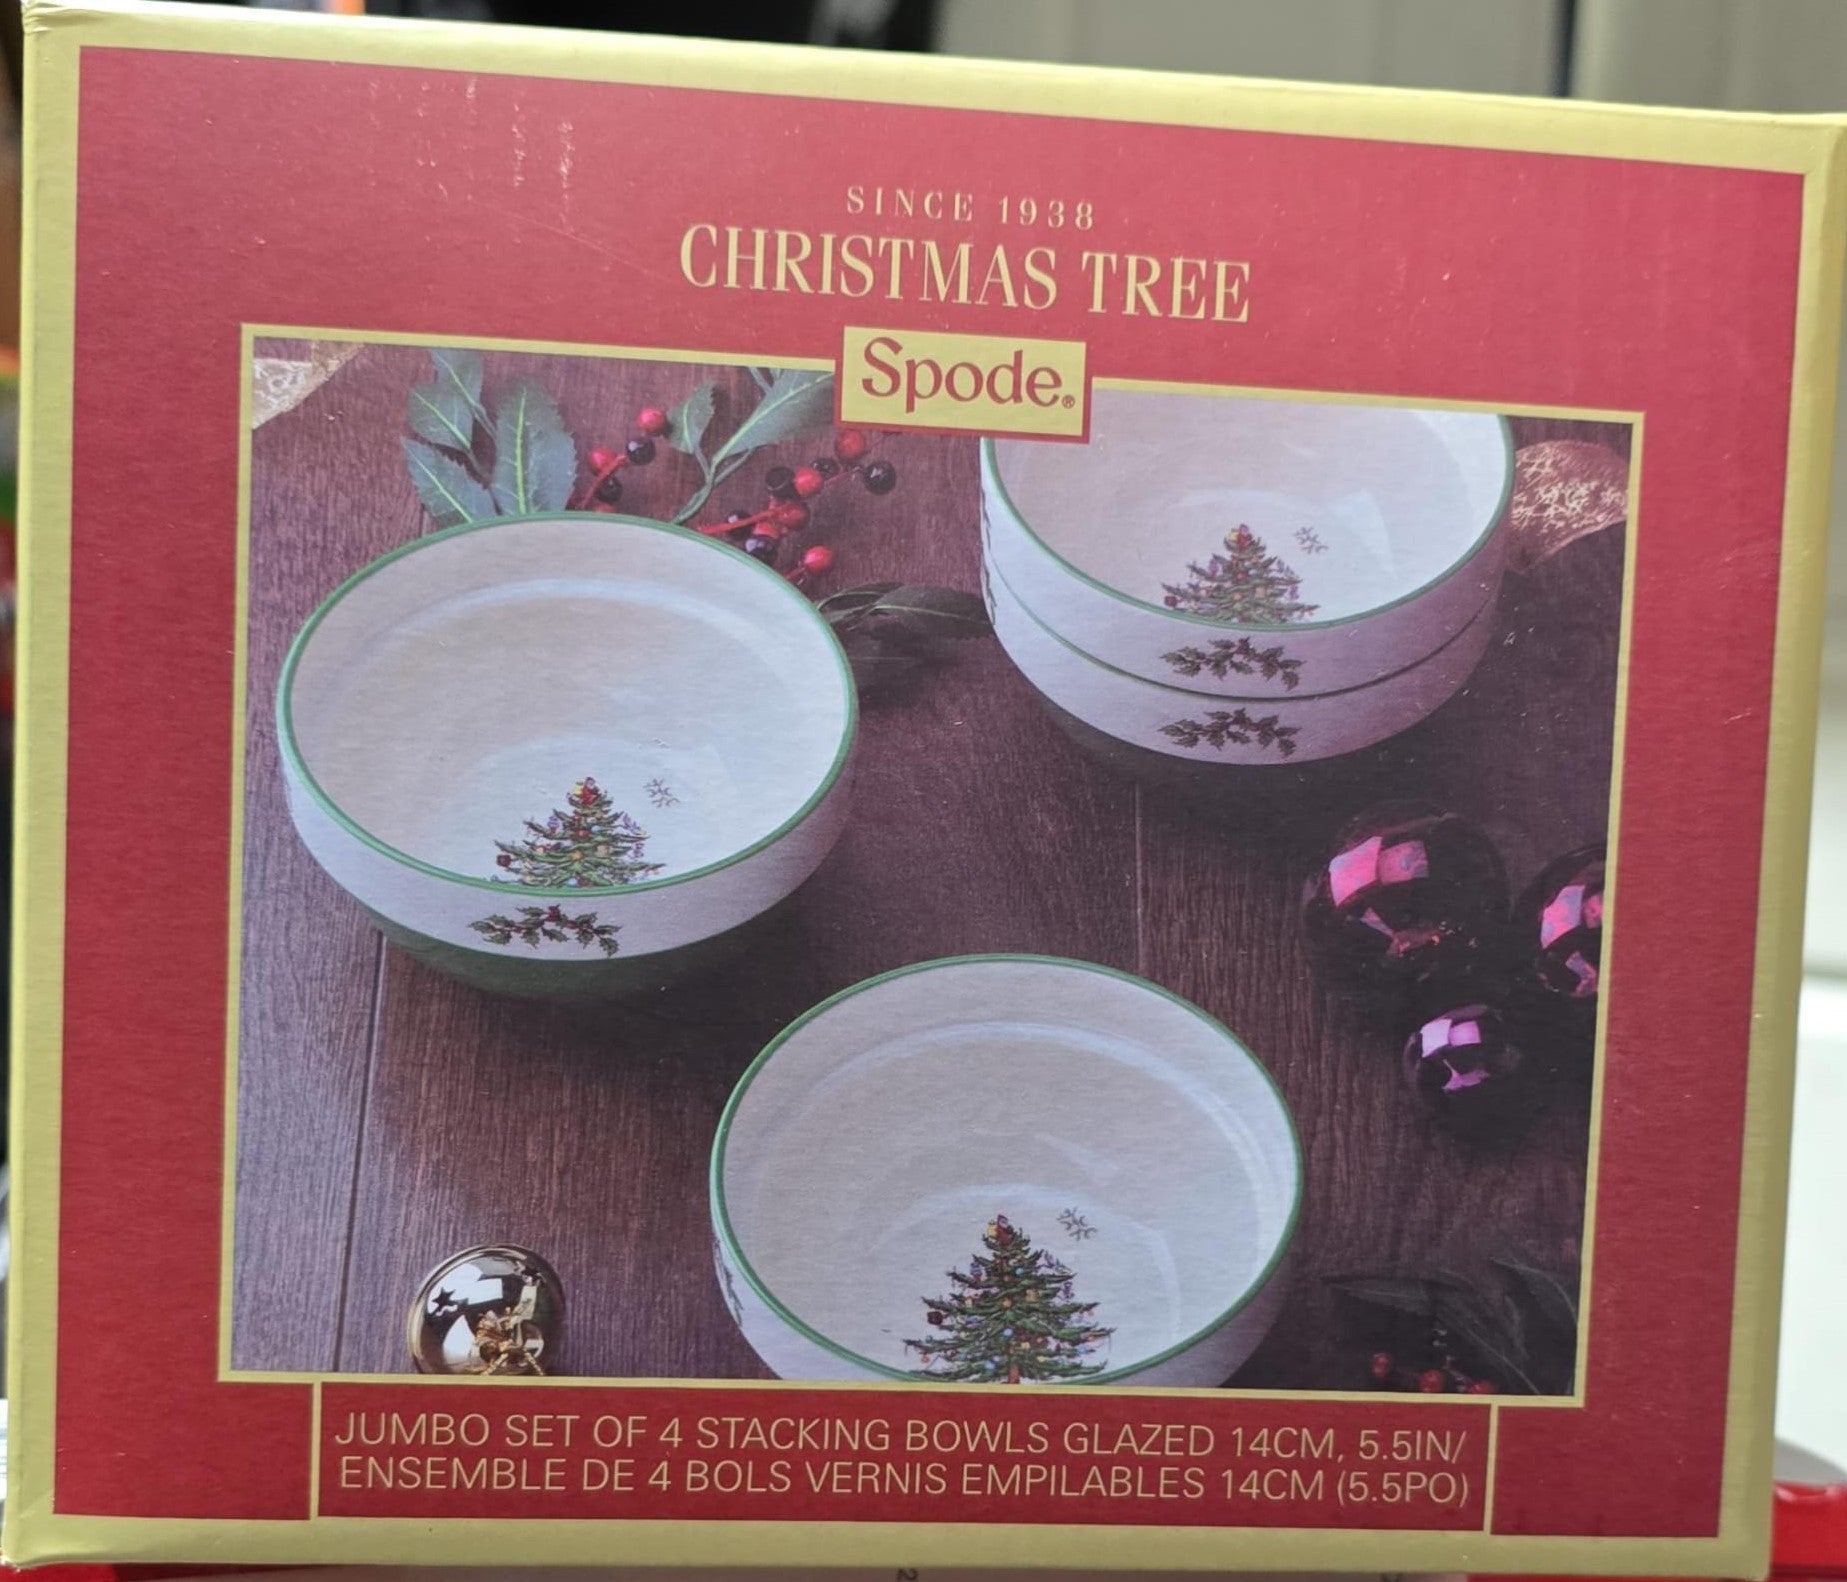 SINCE 1938
CHRISTMAS TREE
Spode®
JUMBO SET OF 4 STACKING BOWLS GLAZED 14CM, 5.5IN/
ENSEMBLE DE 4 BOLS VERNIS EMPILABLES 14CM (5.5PO)